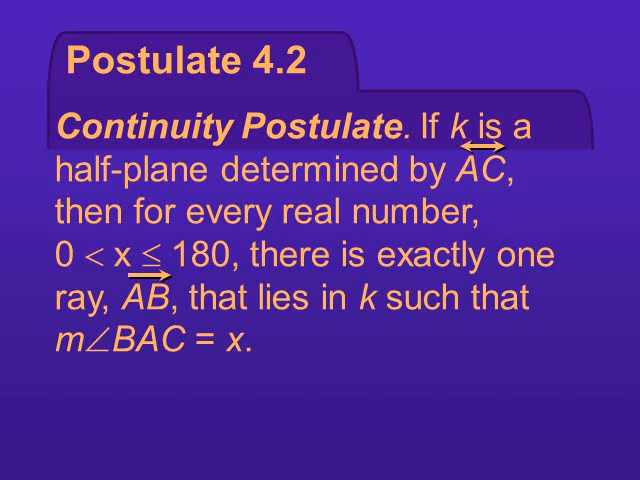 Postulate 4.2
Continuity Postulate. If k is a
half-plane determined by AC,
then for every real number,
0 < x ≤ 180, there is exactly one
ray, AB, that lies in k such that
m∠BAC = x.